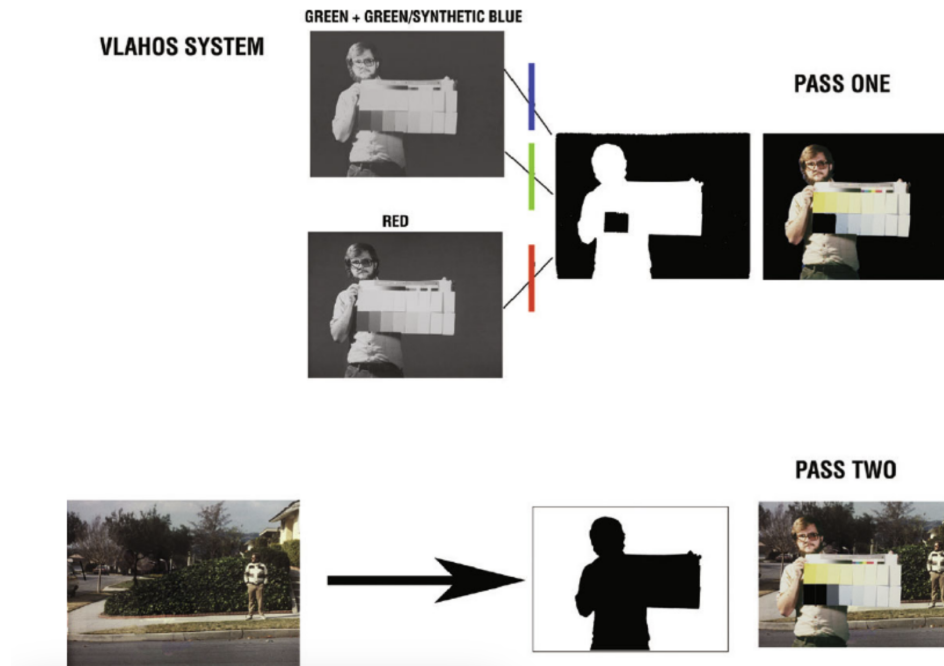 GREEN + GREEN/SYNTHETIC BLUE
VLAHOS SYSTEM
PASS ONE
RED
PASS TWO